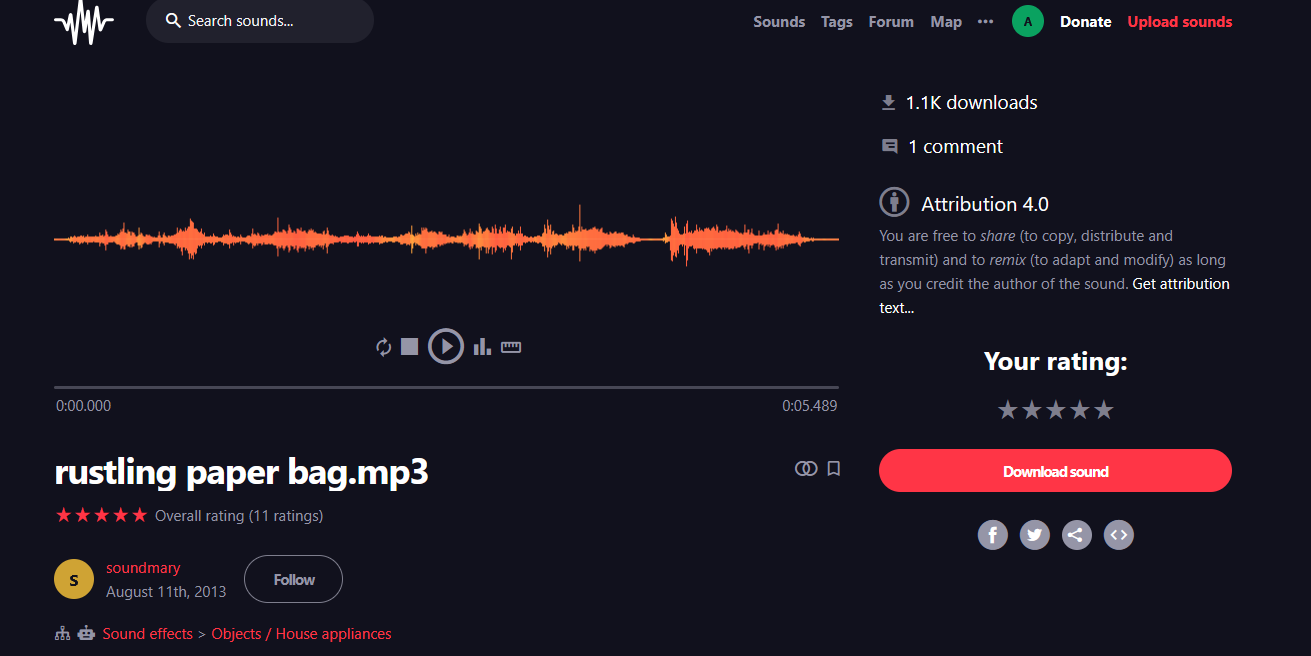 Search sounds...
Sounds Tags Forum Map ••• A Donate Upload sounds
1.1K downloads
1 comment
Attribution 4.0
You are free to share (to copy, distribute and
transmit) and to remix (to adapt and modify) as long
as you credit the author of the sound. Get attribution
text...
Your rating:
Download sound
0:00.000
0:05.489
rustling paper bag.mp3
Overall rating (11 ratings)
S
soundmary
August 11th, 2013
Follow
Sound effects > Objects / House appliances